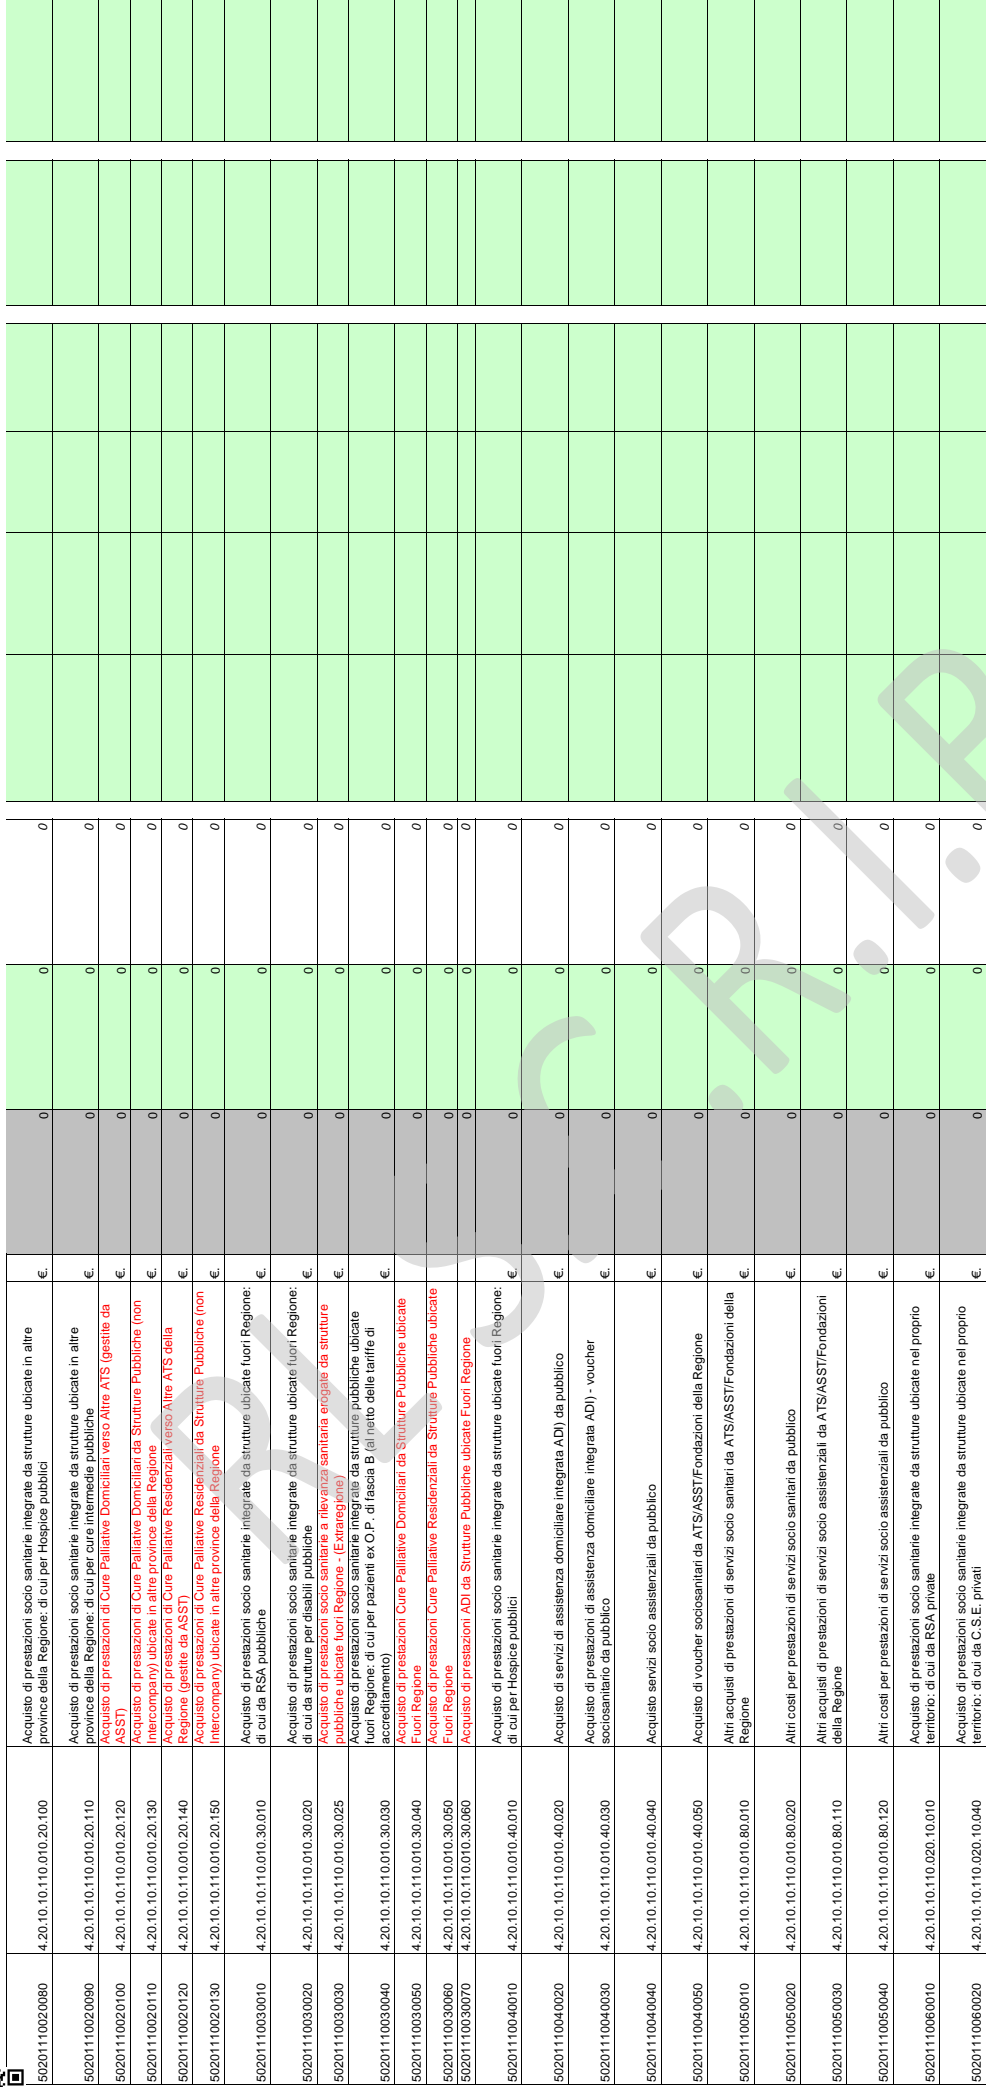 502011110020080 4.20.10.10.110.010.20.100 Acquisto di prestazioni socio sanitarie integrate da strutture ubicate in altre €. 0 0 0
province della Regione: di cui per Hospice pubblici
502011110020090 4.20.10.10.110.010.20.110 Acquisto di prestazioni socio sanitarie integrate da strutture ubicate in altre €. 0 0 0
province della Regione: di cui per cure intermedie pubbliche
502011110020100 4.20.10.10.110.010.20.120 Acquisto di prestazioni di Cure Palliative Domiciliari verso Altre ATS (gestite da €. 0 0 0
ASST)
502011110020110 4.20.10.10.110.010.20.130 Acquisto di prestazioni di Cure Palliative Domiciliari da Strutture Pubbliche (non €. 0 0 0
Intercompany) ubicate in altre province della Regione
502011110020120 4.20.10.10.110.010.20.140 Acquisto di prestazioni di Cure Palliative Residenziali verso Altre ATS della €. 0 0 0
Regione (gestite da ASST)
502011110020130 4.20.10.10.110.010.20.150 Acquisto di prestazioni di Cure Palliative Residenziali da Strutture Pubbliche (non €. 0 0 0
Intercompany) ubicate in altre province della Regione
502011110030010 4.20.10.10.110.010.30.010 Acquisto di prestazioni socio sanitarie integrate da strutture ubicate fuori Regione: €. 0 0 0
di cui da RSA pubbliche
502011110030020 4.20.10.10.110.010.30.020 Acquisto di prestazioni socio sanitarie integrate da strutture ubicate fuori Regione: €. 0 0 0
di cui da strutture per disabili pubbliche
502011110030030 4.20.10.10.110.010.30.025 Acquisto di prestazioni socio sanitarie a rilevanza sanitaria erogate da strutture €. 0 0 0
pubbliche ubicate fuori Regione - (Extraregione)
502011110030040 4.20.10.10.110.010.30.030 Acquisto di prestazioni socio sanitarie integrate da strutture pubbliche ubicate €. 0 0 0
fuori Regione: di cui per pazienti ex O.P. di fascia B (al netto delle tariffe di
accreditamento)
502011110030050 4.20.10.10.110.010.30.040 Acquisto di prestazioni Cure Palliative Domiciliari da Strutture Pubbliche ubicate €. 0 0 0
Fuori Regione
502011110030060 4.20.10.10.110.010.30.050 Acquisto di prestazioni Cure Palliative Residenziali da Strutture Pubbliche ubicate €. 0 0 0
Fuori Regione
502011110030070 4.20.10.10.110.010.30.060 Acquisto di prestazioni ADI da Strutture Pubbliche ubicate Fuori Regione €. 0 0 0
502011110040010 4.20.10.10.110.010.40.010 Acquisto di prestazioni socio sanitarie integrate da strutture ubicate fuori Regione: €. 0 0 0
di cui per Hospice pubblici
502011110040020 4.20.10.10.110.010.40.020 Acquisto di servizi di assistenza domiciliare integrata ADI) da pubblico €. 0 0 0
502011110040030 4.20.10.10.110.010.40.030 Acquisto di prestazioni di assistenza domiciliare integrata ADI) - voucher €. 0 0 0
sociosanitario da pubblico
502011110040040 4.20.10.10.110.010.40.040 Acquisto servizi socio assistenziali da pubblico €. 0 0 0
502011110040050 4.20.10.10.110.010.40.050 Acquisto di voucher sociosanitari da ATS/ASST/Fondazioni della Regione €. 0 0 0
502011110050010 4.20.10.10.110.010.80.010 Altri acquisti di prestazioni di servizi socio sanitari da ATS/ASST/Fondazioni della €. 0 0 0
Regione
502011110050020 4.20.10.10.110.010.80.020 Altri costi per prestazioni di servizi socio sanitari da pubblico €. 0 0 0
502011110050030 4.20.10.10.110.010.80.110 Altri acquisti di prestazioni di servizi socio assistenziali da ATS/ASST/Fondazioni €. 0 0 0
della Regione
502011110050040 4.20.10.10.110.010.80.120 Altri costi per prestazioni di servizi socio assistenziali da pubblico €. 0 0 0
502011110060010 4.20.10.10.110.020.10.010 Acquisto di prestazioni socio sanitarie integrate da strutture ubicate nel proprio €. 0 0 0
territorio: di cui da RSA private
502011110060020 4.20.10.10.110.020.10.040 Acquisto di prestazioni socio sanitarie integrate da strutture ubicate nel proprio €. 0 0 0
territorio: di cui da C.S.E. privati